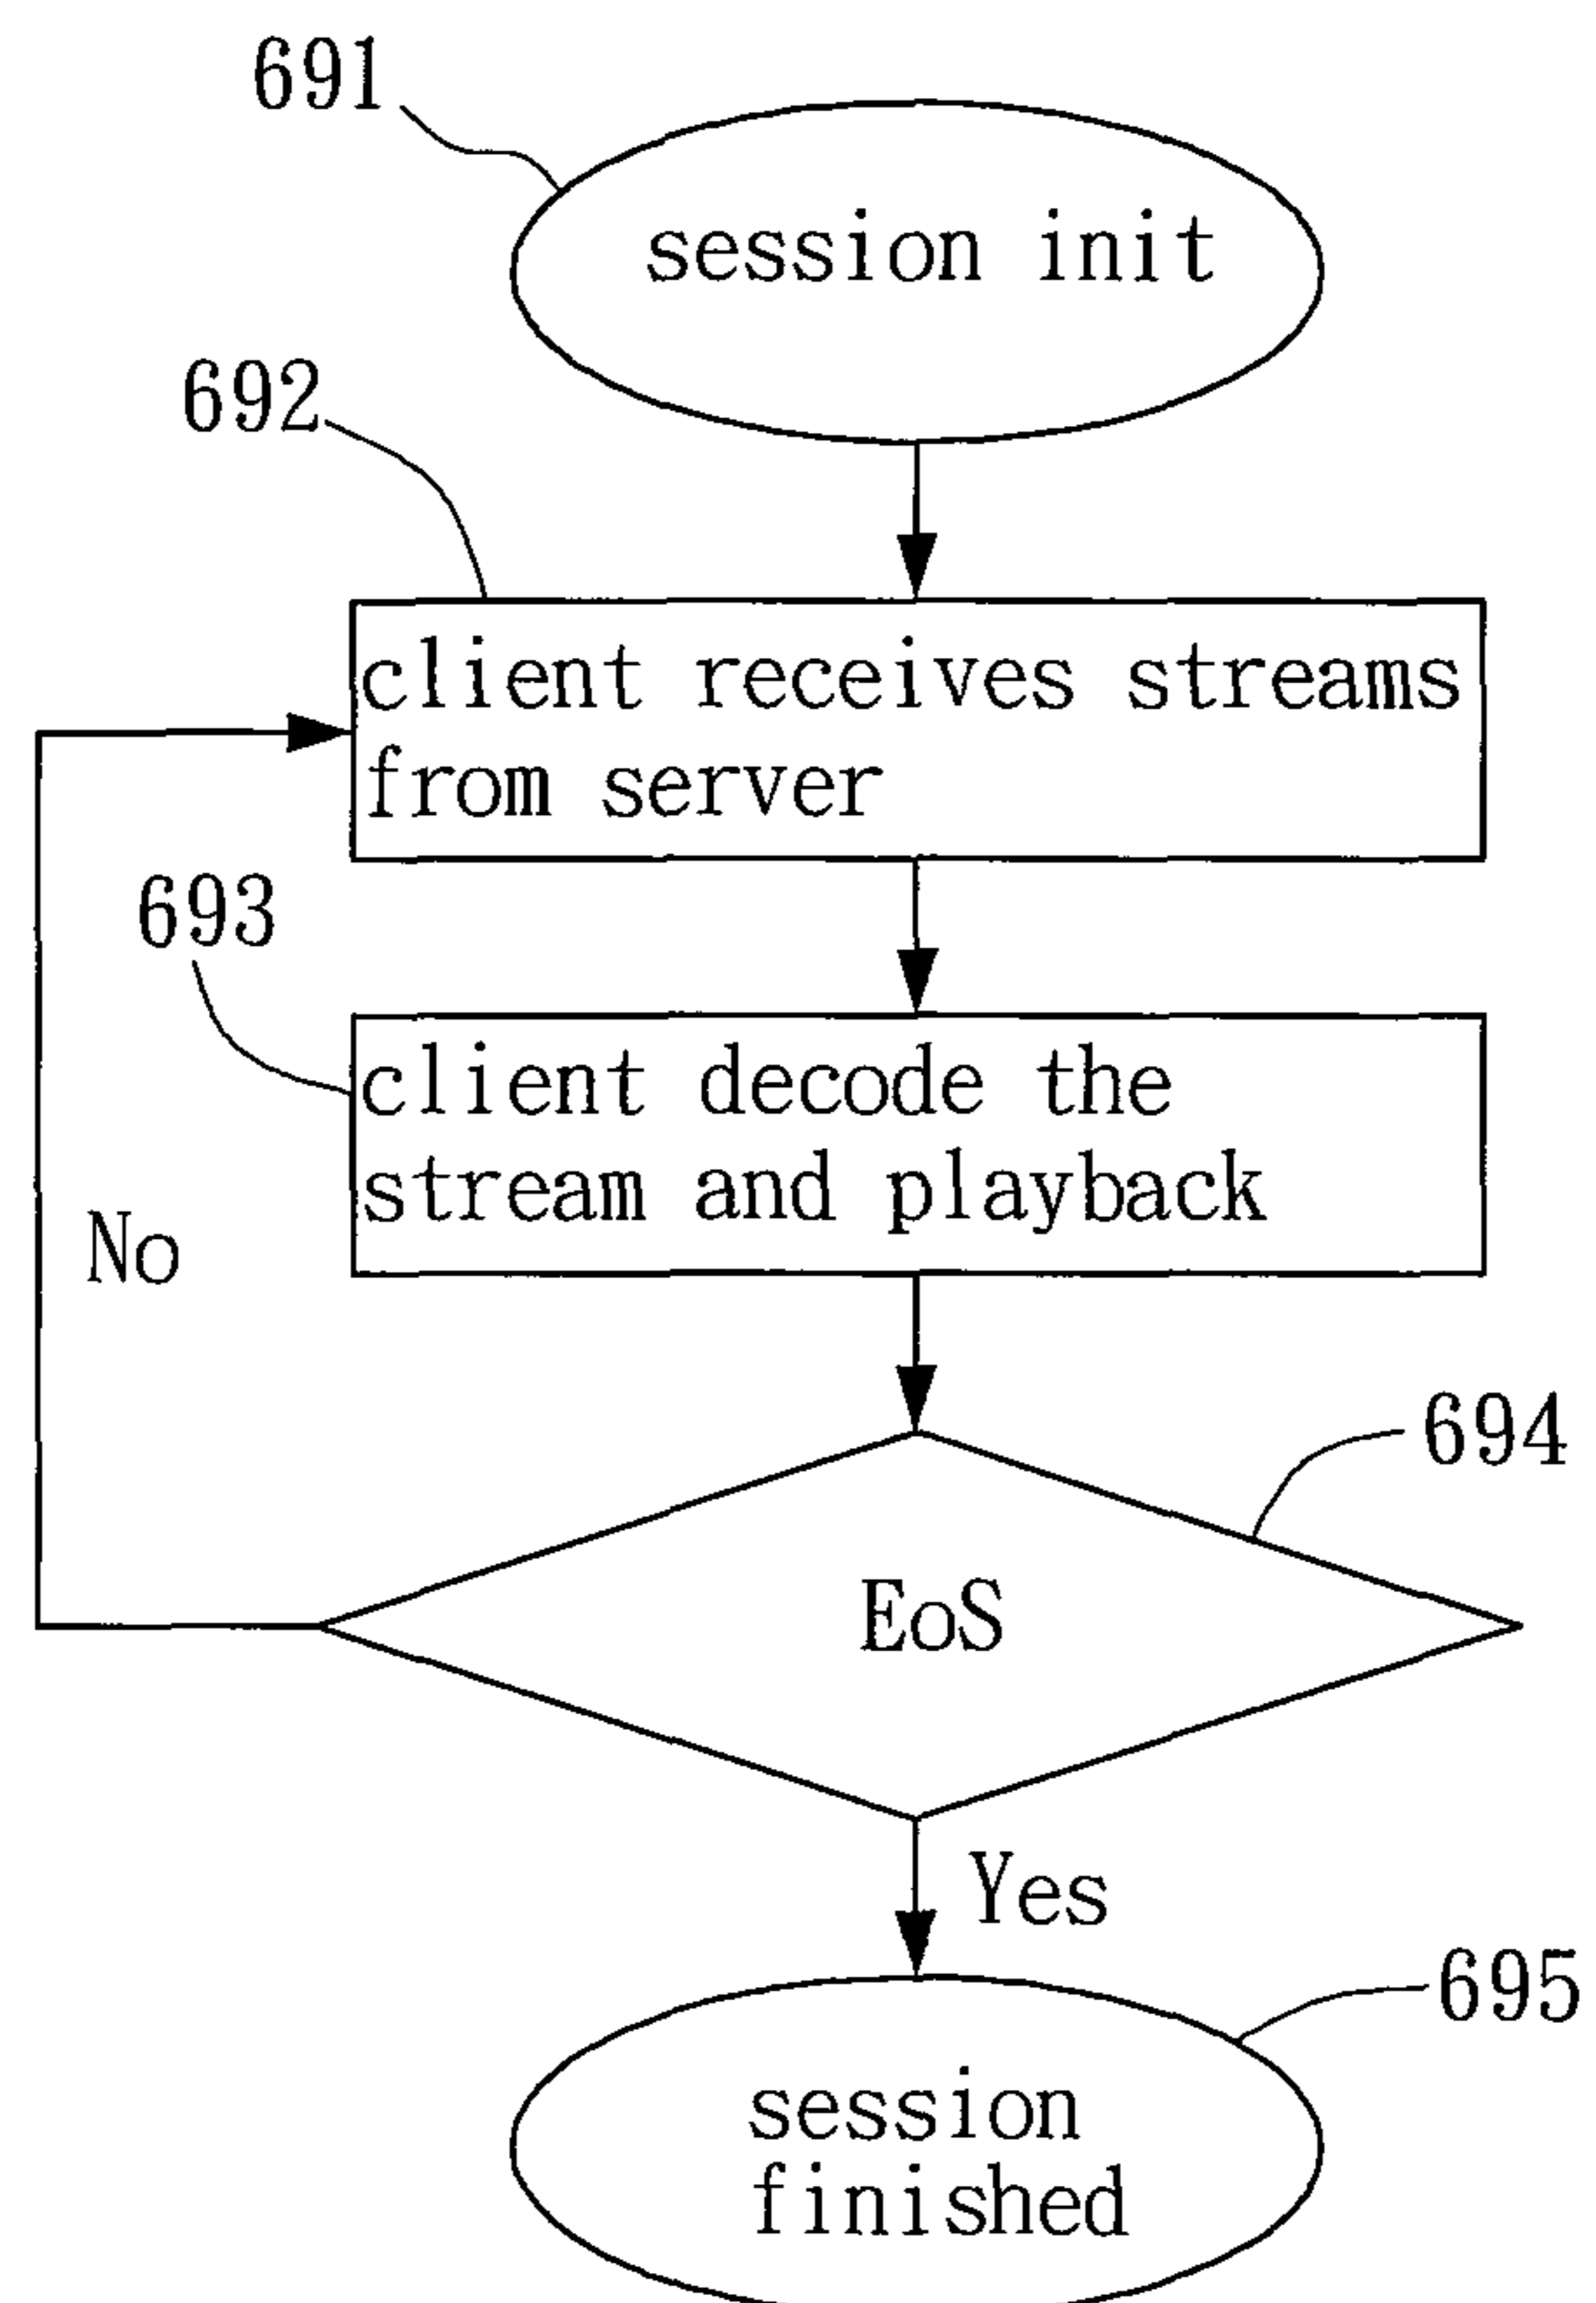 691
session init
692
client receives streams
from server
693
client decode the
stream and playback
No
694
EoS
Yes
695
session
finished